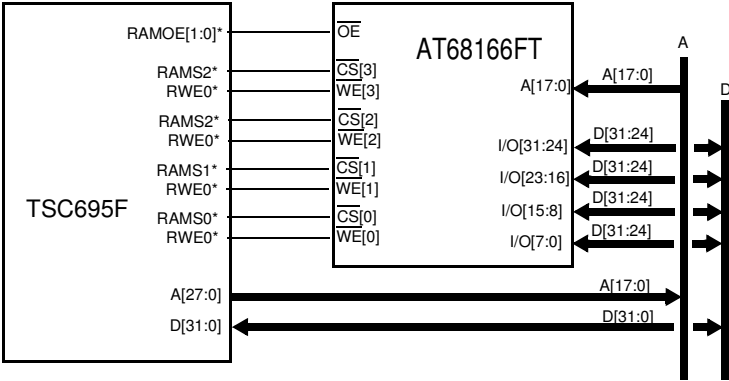 RAMOE[1:0]*
RAMS2*
RWE0*
RAMS2*
RWE0*
RAMS1*
RWE0*
RAMS0*
RWE0*
TSC695F
A[27:0]
D[31:0]
OE
CS[3]
WE[3]
CS[2]
WE[2]
CS[1]
WE[1]
CS[0]
WE[0]
AT68166FT
A[17:0]
I/O[31:24]
I/O[23:16]
I/O[15:8]
I/O[7:0]
A[17:0]
D[31:24]
D[31:24]
D[31:24]
D[31:24]
A[17:0]
D[31:0]
A
D